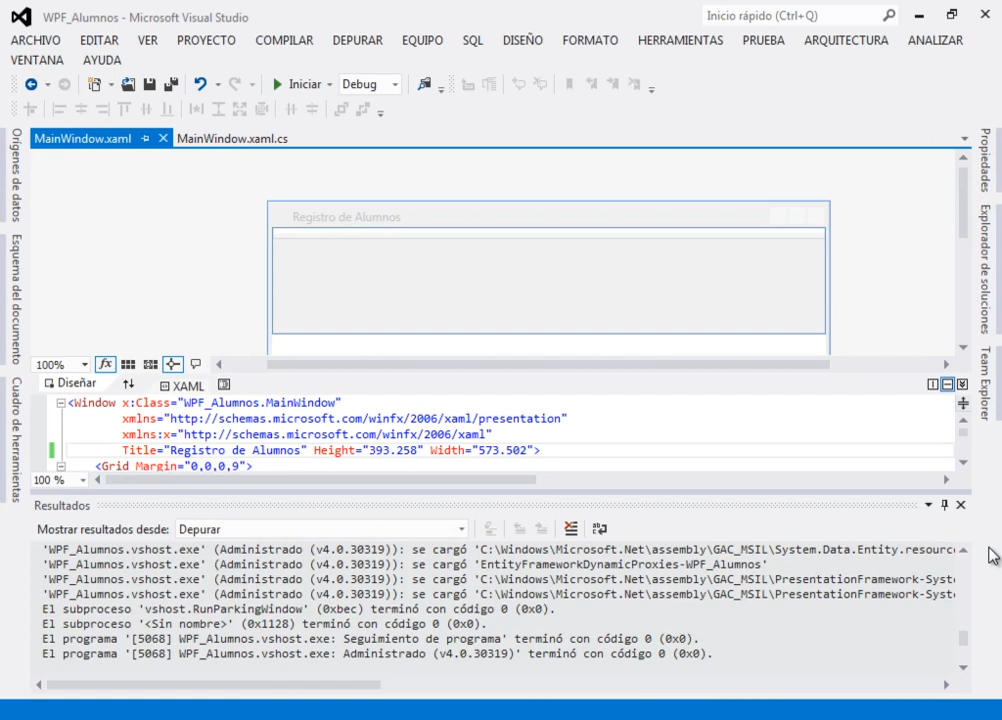 WPF_Alumnos - Microsoft Visual Studio
Inicio rápido (Ctrl+Q)
ARCHIVO EDITAR VER PROYECTO COMPILAR DEPURAR EQUIPO SQL DISEÑO FORMATO HERRAMIENTAS PRUEBA ARQUITECTURA ANALIZAR
VENTANA AYUDA
Iniciar Debug
MainWindow.xaml MainWindow.xaml.cs
Orígenes de datos
Esquema del documento
Cuadro de herramientas
Registro de Alumnos
Propiedades
Explorador de soluciones
Team Explorer
100% fx
Diseñar XAML
<Window x:Class="WPF_Alumnos.MainWindow"
xmlns="http://schemas.microsoft.com/winfx/2006/xaml/presentation"
xmlns:x="http://schemas.microsoft.com/winfx/2006/xaml"
Title="Registro de Alumnos" Height="393.258" Width="573.502">
<Grid Margin="0,0,0,9">
100 %
Resultados
Mostrar resultados desde: Depurar
'WPF_Alumnos.vshost.exe' (Administrado (v4.0.30319)): se cargó 'C:\Windows\Microsoft.Net\assembly\GAC_MSIL\System.Data.Entity.resourc
'WPF_Alumnos.vshost.exe' (Administrado (v4.0.30319)): se cargó 'EntityFrameworkDynamicProxies-WPF_Alumnos'
'WPF_Alumnos.vshost.exe' (Administrado (v4.0.30319)): se cargó 'C:\Windows\Microsoft.Net\assembly\GAC_MSIL\PresentationFramework-Syst
'WPF_Alumnos.vshost.exe' (Administrado (v4.0.30319)): se cargó 'C:\Windows\Microsoft.Net\assembly\GAC_MSIL\PresentationFramework-Syst
El subproceso 'vshost.RunParkingWindow' (0xbec) terminó con código 0 (0x0).
El subproceso '<Sin nombre>' (0x1128) terminó con código 0 (0x0).
El programa '[5068] WPF_Alumnos.vshost.exe: Seguimiento de programa' terminó con código 0 (0x0).
El programa '[5068] WPF_Alumnos.vshost.exe: Administrado (v4.0.30319)' terminó con código 0 (0x0).